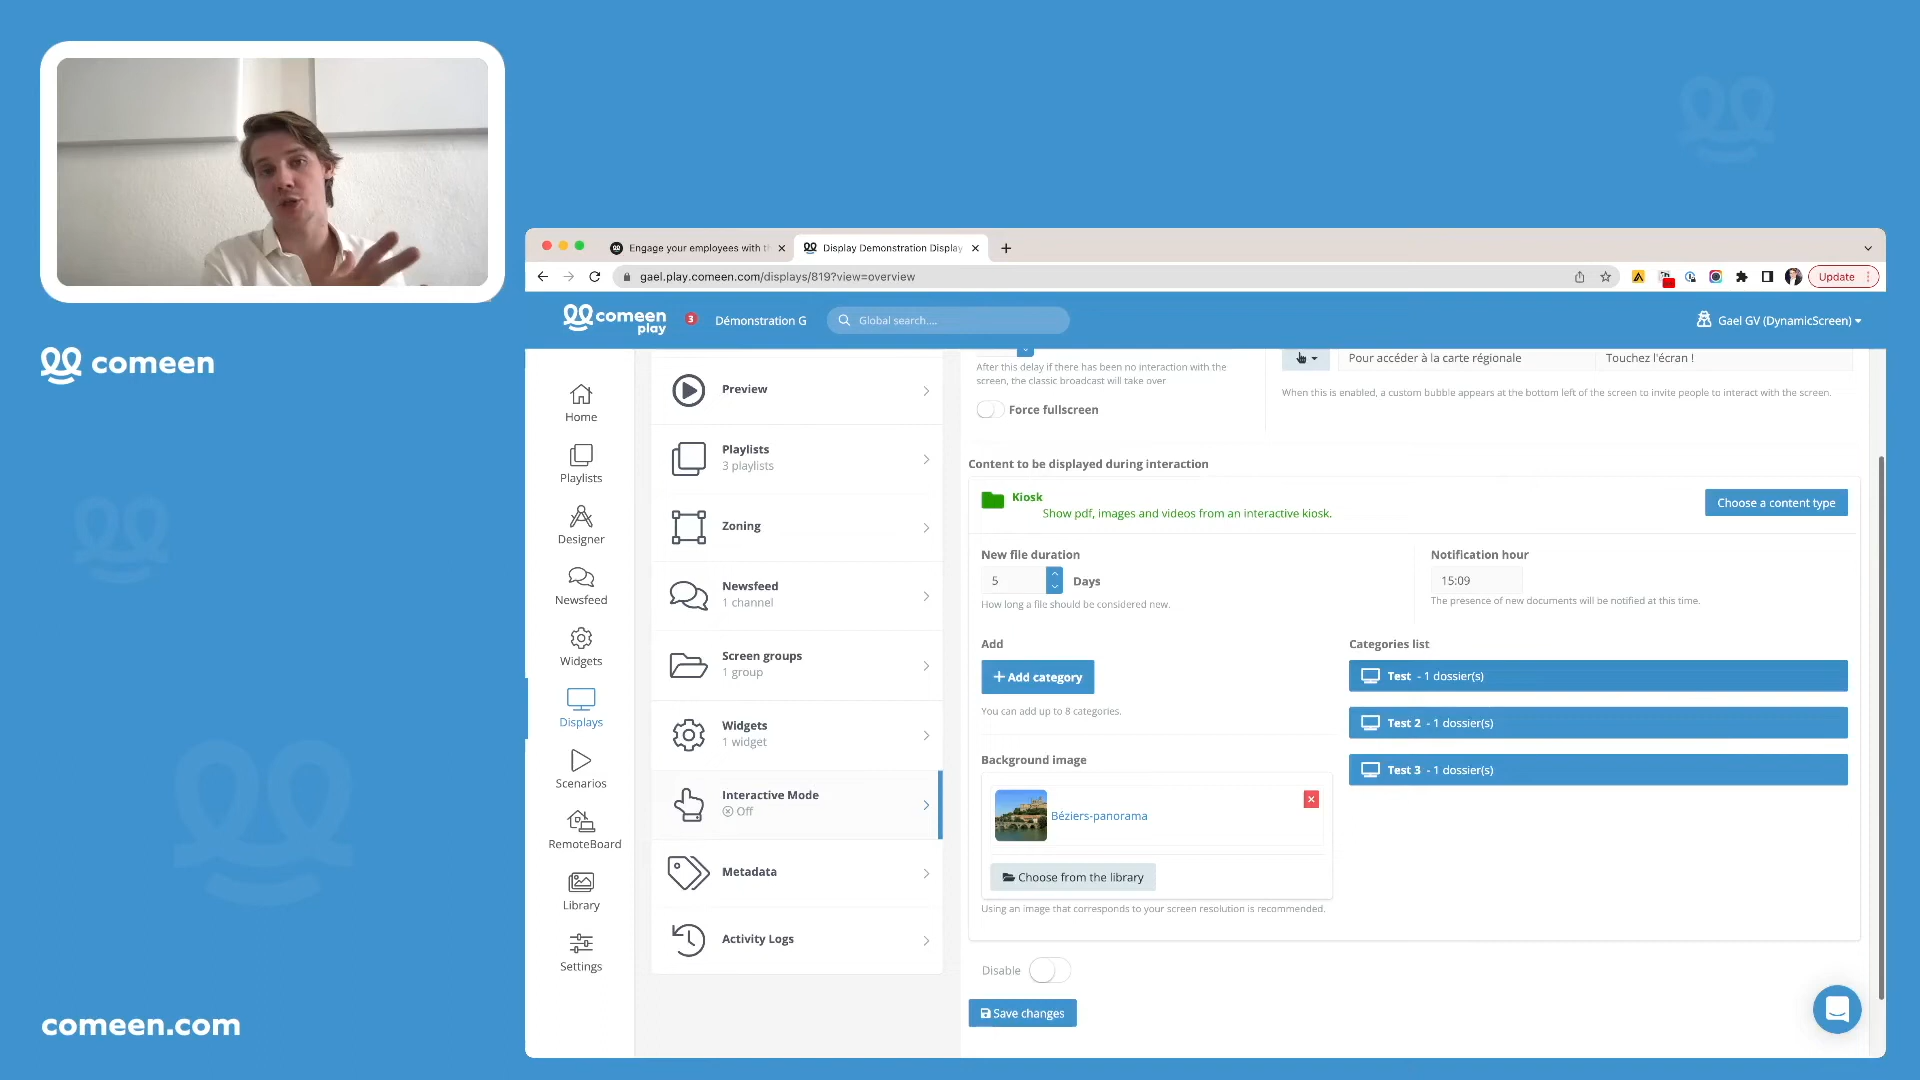 comeen
comeen.com
Engage your employees with th
Display Demonstration Display
gael.play.comeen.com/displays/819?view=overview
Update
comeen
play
3
Démonstration G
Global search....
Gael GV (DynamicScreen)
Home
Playlists
Designer
Newsfeed
Widgets
Displays
Scenarios
RemoteBoard
Library
Settings
Preview
Playlists
3 playlists
Zoning
Newsfeed
1 channel
Screen groups
1 group
Widgets
1 widget
Interactive Mode
Off
Metadata
Activity Logs
After this delay if there has been no interaction with the
screen, the classic broadcast will take over
Force fullscreen
Pour accéder à la carte régionale
Touchez l'écran !
When this is enabled, a custom bubble appears at the bottom left of the screen to invite people to interact with the screen.
Content to be displayed during interaction
Kiosk
Show pdf, images and videos from an interactive kiosk.
Choose a content type
New file duration
5
Days
How long a file should be considered new.
Notification hour
15:09
The presence of new documents will be notified at this time.
Add
+ Add category
You can add up to 8 categories.
Categories list
Test - 1 dossier(s)
Test 2 - 1 dossier(s)
Test 3 - 1 dossier(s)
Background image
Béziers-panorama
Choose from the library
Using an image that corresponds to your screen resolution is recommended.
Disable
Save changes